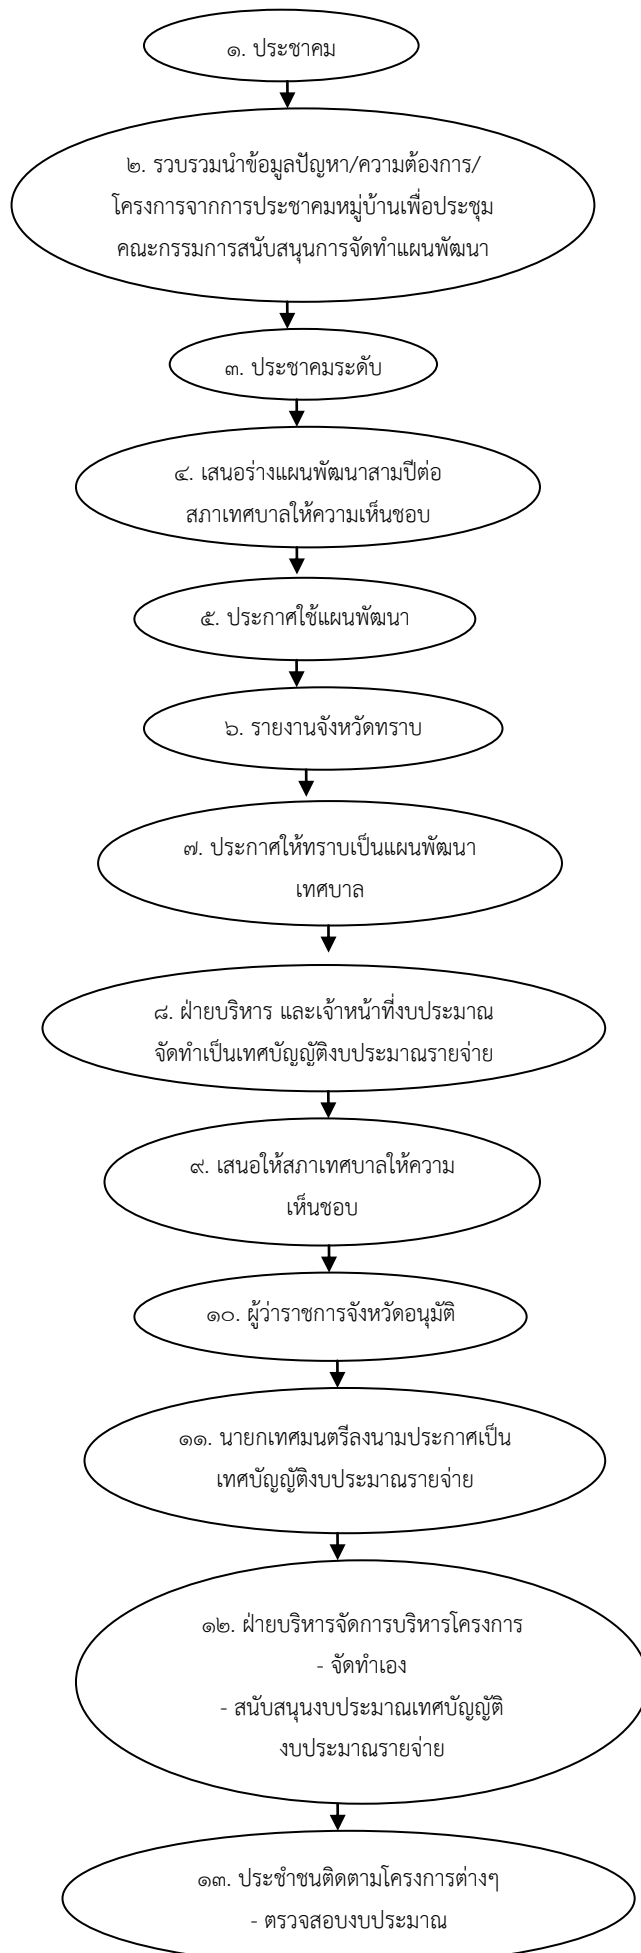 ๑. ประชาคม
๒. รวบรวมนำข้อมูลปัญหา/ความต้องการ/
โครงการจากการประชาคมหมู่บ้านเพื่อประชุม
คณะกรรมการสนับสนุนการจัดทำแผนพัฒนา
๓. ประชาคมระดับ
๔. เสนอร่างแผนพัฒนาสามปีต่อ
สภาเทศบาลให้ความเห็นชอบ
๕. ประกาศใช้แผนพัฒนา
๖. รายงานจังหวัดทราบ
๗. ประกาศให้ทราบเป็นแผนพัฒนา
เทศบาล
๘. ฝ่ายบริหาร และเจ้าหน้าที่งบประมาณ
จัดทำเป็นเทศบัญญัติงบประมาณรายจ่าย
๙. เสนอให้สภาเทศบาลให้ความ
เห็นชอบ
๑๐. ผู้ว่าราชการจังหวัดอนุมัติ
๑๑. นายกเทศมนตรีลงนามประกาศเป็น
เทศบัญญัติงบประมาณรายจ่าย
๑๒. ฝ่ายบริหารจัดการบริหารโครงการ
- จัดทำเอง
- สนับสนุนงบประมาณเทศบัญญัติ
งบประมาณรายจ่าย
๑๓. ประชำชนติดตามโครงการต่างๆ
- ตรวจสอบงบประมาณ